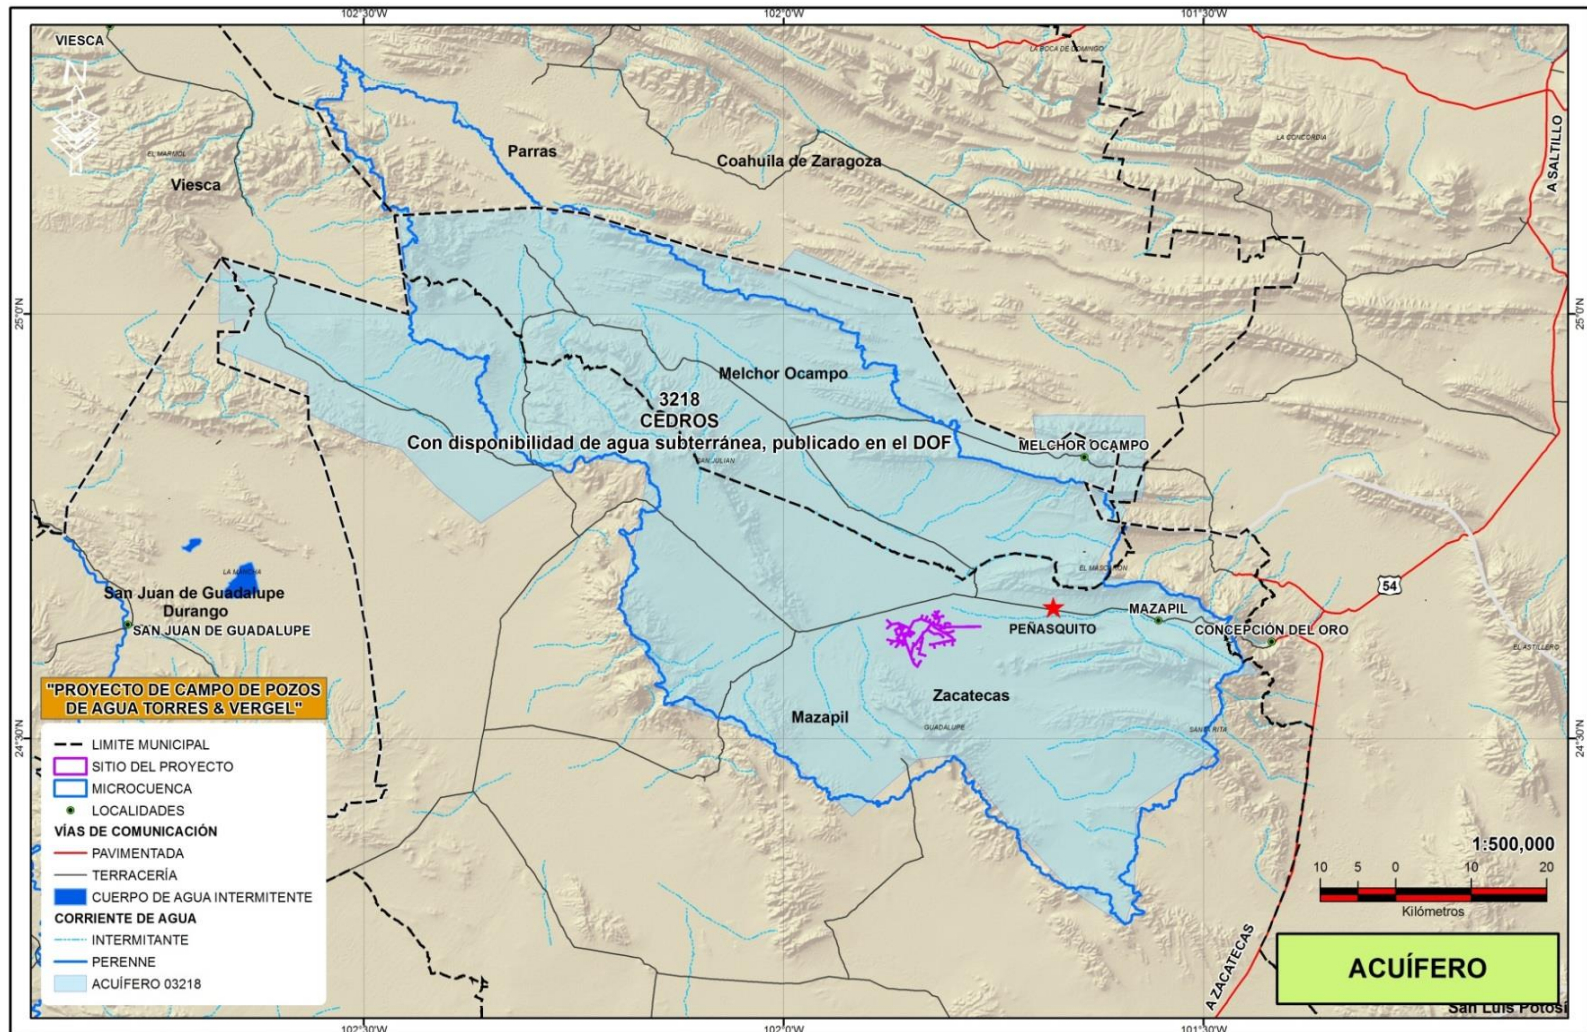 102°30'W
102°0'W
101°30'W
VIESCA
LA BOCA DE DOMINGO
EL MARMOL
Viesca
Parras
Coahuila de Zaragoza
LA CONCORDIA
A SALTILLO
25°0'N
25°0'N
Melchor Ocampo
3218
CEDROS
Con disponibilidad de agua subterránea, publicado en el DOF
SAN JULIAN
MELCHOR OCAMPO
LA MANCHA
San Juan de Guadalupe
Durango
SAN JUAN DE GUADALUPE
EL MASCARON
54
PEÑASQUITO
MAZAPIL
CONCEPCIÓN DEL ORO
EL ASTILLERO
Zacatecas
Mazapil
GUADALUPE
SANTA RITA
24°30'N
24°30'N
"PROYECTO DE CAMPO DE POZOS
DE AGUA TORRES & VERGEL"
LIMITE MUNICIPAL
SITIO DEL PROYECTO
MICROCUENCA
LOCALIDADES
VÍAS DE COMUNICACIÓN
PAVIMENTADA
TERRACERÍA
CUERPO DE AGUA INTERMITENTE
CORRIENTE DE AGUA
INTERMITANTE
PERENNE
ACUÍFERO 03218
1:500,000
10 5 0 10 20
Kilómetros
A ZACATECAS
ACUÍFERO
San Luis Potosí
102°30'W
102°0'W
101°30'W